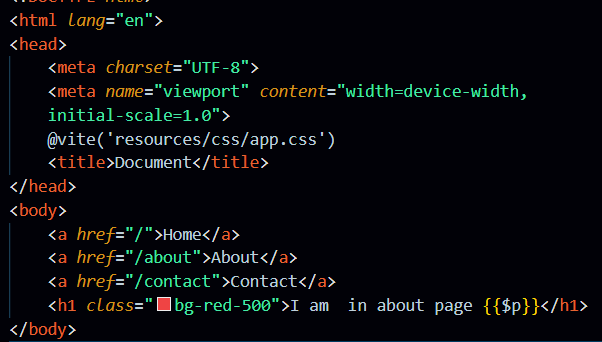 <html lang="en">
<head>
<meta charset="UTF-8">
<meta name="viewport" content="width=device-width,
initial-scale=1.0">
@vite('resources/css/app.css')
<title>Document</title>
</head>
<body>
<a href="/">Home</a>
<a href="/about">About</a>
<a href="/contact">Contact</a>
<h1 class="bg-red-500">I am  in about page {{$p}}</h1>
</body>